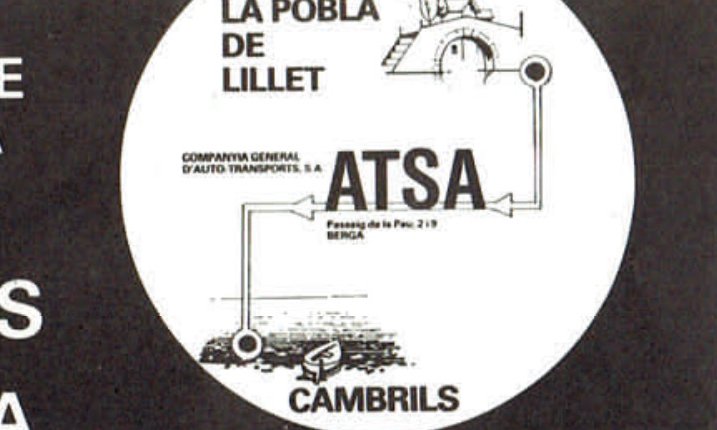 LA POBLA
DE
LILLET
COMPANYIA GENERAL
D'AUTO-TRANSPORTS, S.A.
ATSA
Passeig de la Pau, 2 i 9
BERGA
CAMBRILS
E
S
A